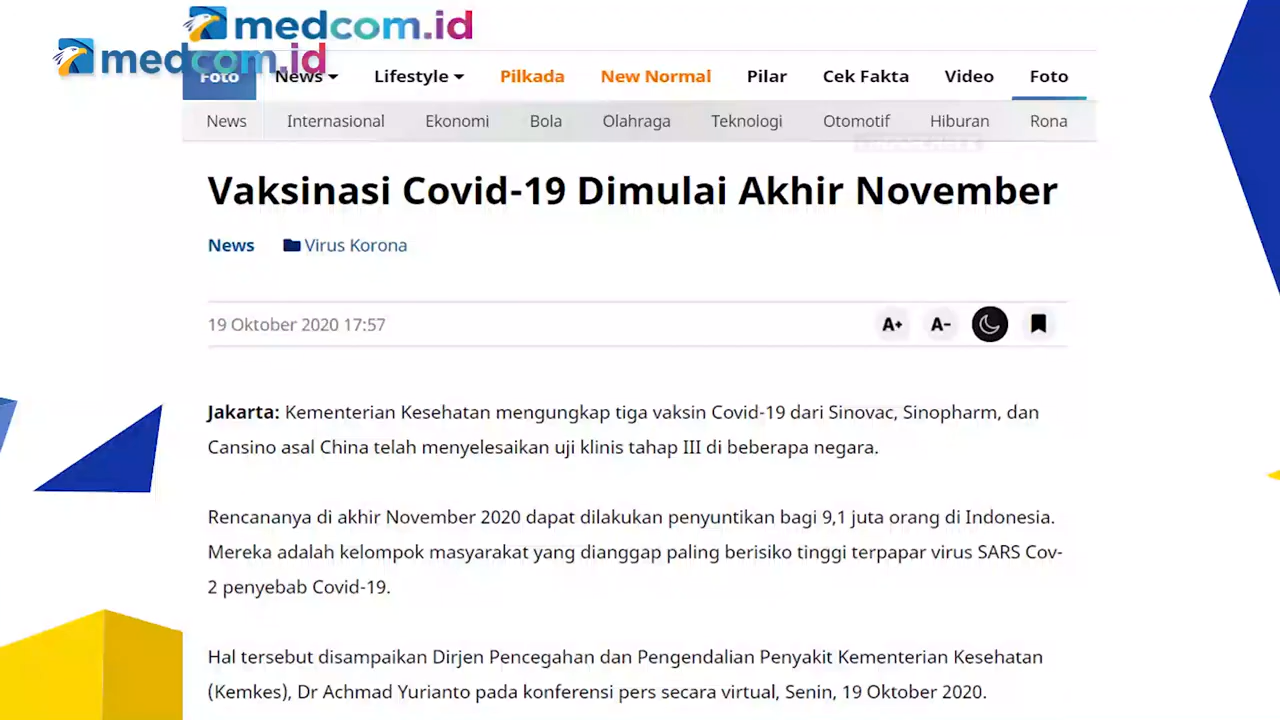 medcom.id
medcom.id
Foto News Lifestyle Pilkada New Normal Pilar Cek Fakta Video Foto
News Internasional Ekonomi Bola Olahraga Teknologi Otomotif Hiburan Rona
Vaksinasi Covid-19 Dimulai Akhir November
News Virus Korona
19 Oktober 2020 17:57 A+ A-
Jakarta: Kementerian Kesehatan mengungkap tiga vaksin Covid-19 dari Sinovac, Sinopharm, dan
Cansino asal China telah menyelesaikan uji klinis tahap III di beberapa negara.
Rencananya di akhir November 2020 dapat dilakukan penyuntikan bagi 9,1 juta orang di Indonesia.
Mereka adalah kelompok masyarakat yang dianggap paling berisiko tinggi terpapar virus SARS Cov-
2 penyebab Covid-19.
Hal tersebut disampaikan Dirjen Pencegahan dan Pengendalian Penyakit Kementerian Kesehatan
(Kemkes), Dr Achmad Yurianto pada konferensi pers secara virtual, Senin, 19 Oktober 2020.